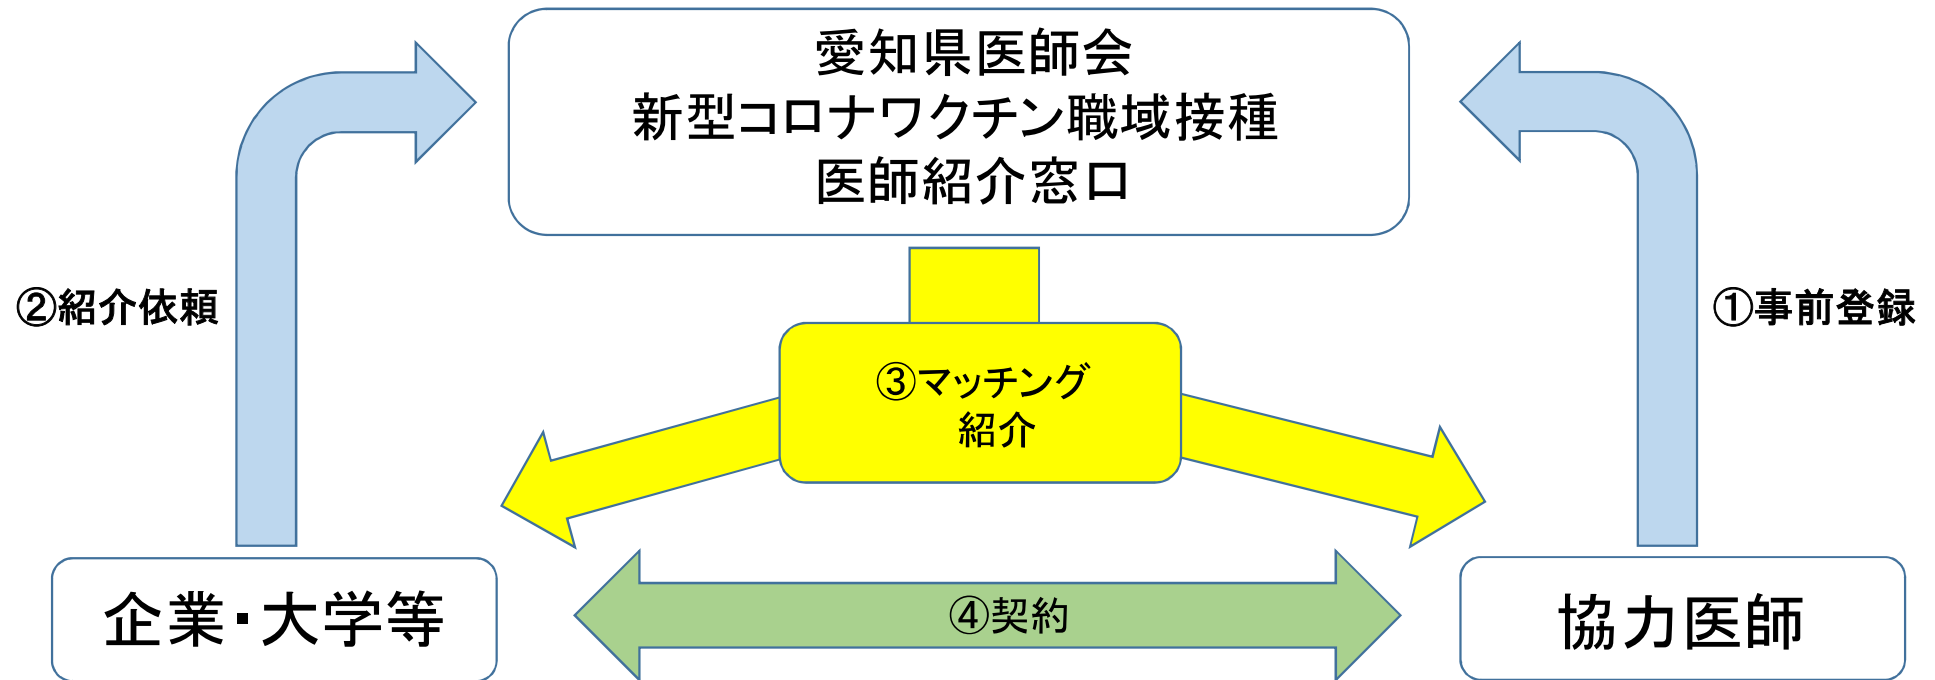 愛知県医師会
新型コロナワクチン職域接種
医師紹介窓口
②紹介依頼
①事前登録
③マッチング
紹介
企業・大学等
④契約
協力医師